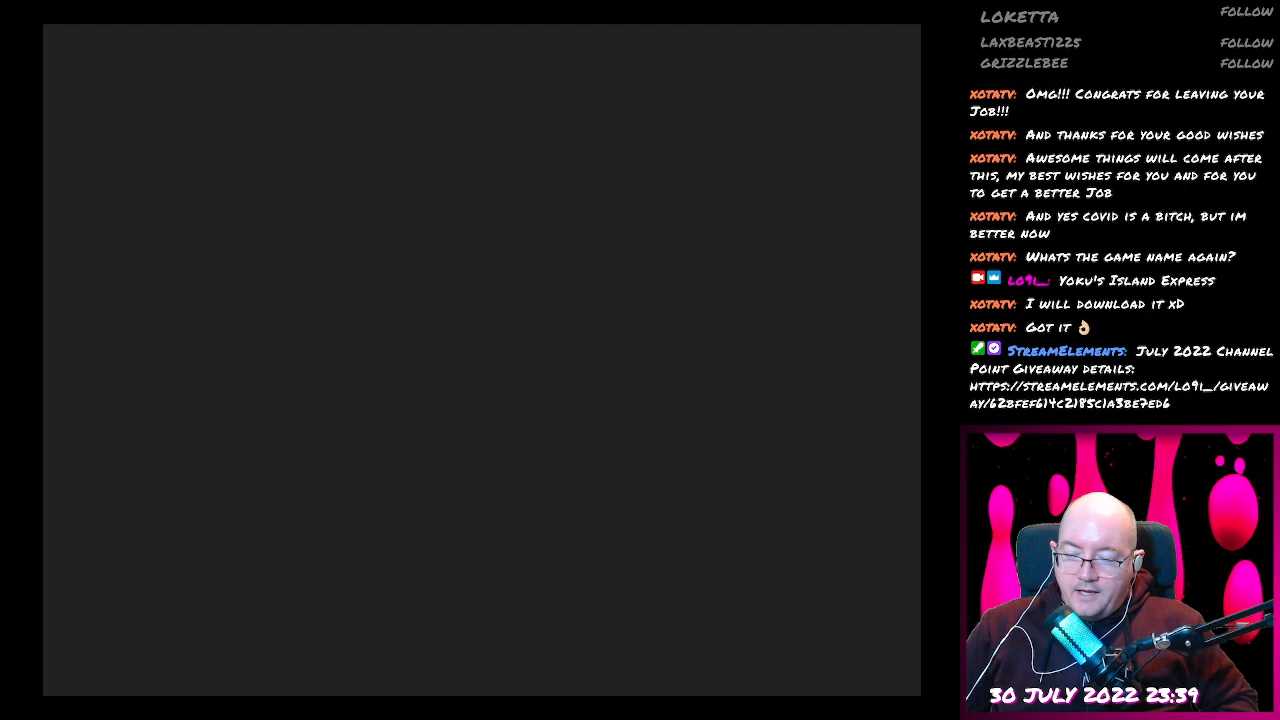 LOKETTA FOLLOW
LAXBEAST1225 FOLLOW
GRIZZLEBEE FOLLOW
XOTATV: OMG!!! CONGRATS FOR LEAVING YOUR
JOB!!!
XOTATV: AND THANKS FOR YOUR GOOD WISHES
XOTATV: AWESOME THINGS WILL COME AFTER
THIS, MY BEST WISHES FOR YOU AND FOR YOU
TO GET A BETTER JOB
XOTATV: AND YES COVID IS A BITCH, BUT IM
BETTER NOW
XOTATV: WHATS THE GAME NAME AGAIN?
LO9I_: YOKU'S ISLAND EXPRESS
XOTATV: I WILL DOWNLOAD IT XD
XOTATV: GOT IT 👌🏼
STREAMELEMENTS: JULY 2022 CHANNEL
POINT GIVEAWAY DETAILS:
HTTPS://STREAMELEMENTS.COM/LO9I_/GIVEAW
AY/62BFEF614C2185C1A3BE7ED6
30 JULY 2022 23:39